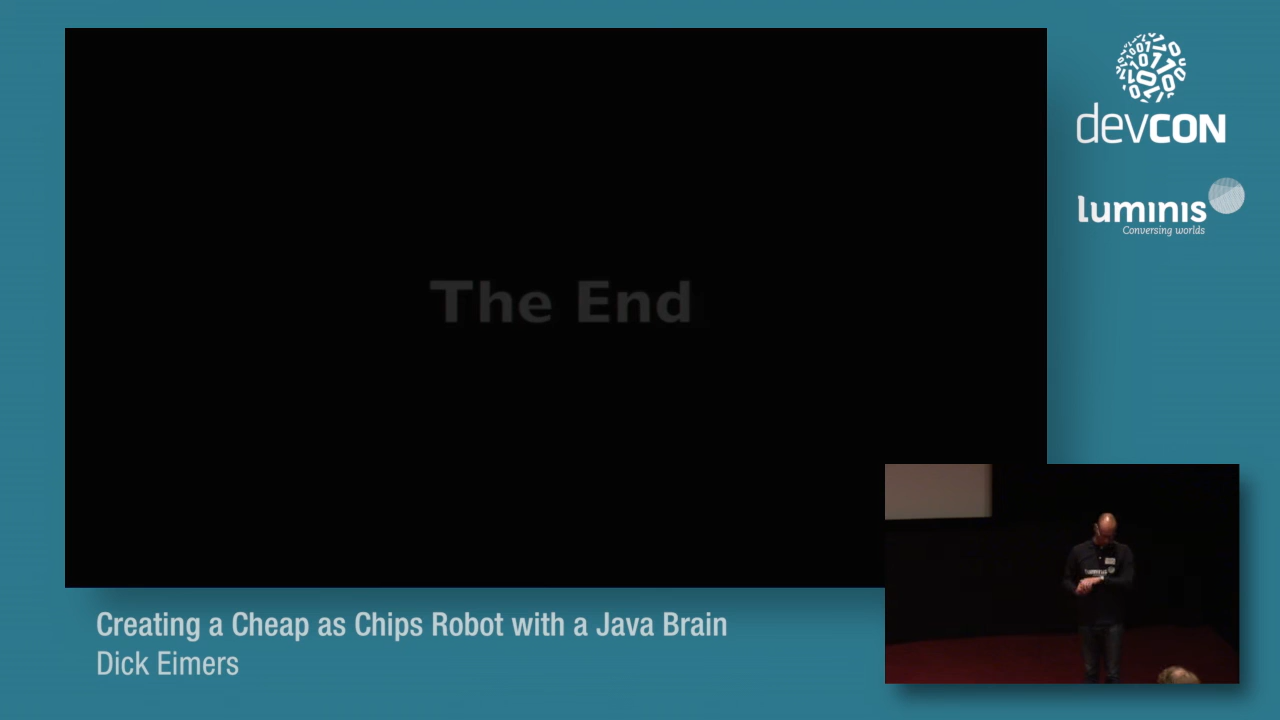 The End
devCON
luminis
Conversing worlds
Creating a Cheap as Chips Robot with a Java Brain
Dick Eimers